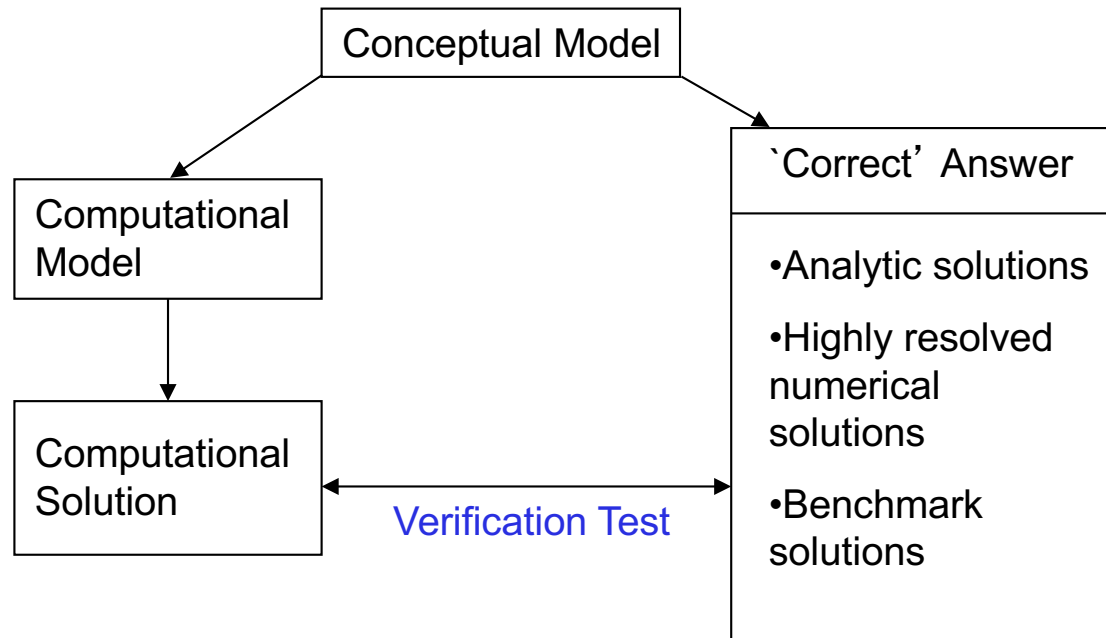 Conceptual Model
`Correct’ Answer
Computational
Model
•Analytic solutions
•Highly resolved
numerical
solutions
Computational
Solution
Verification Test
•Benchmark
solutions